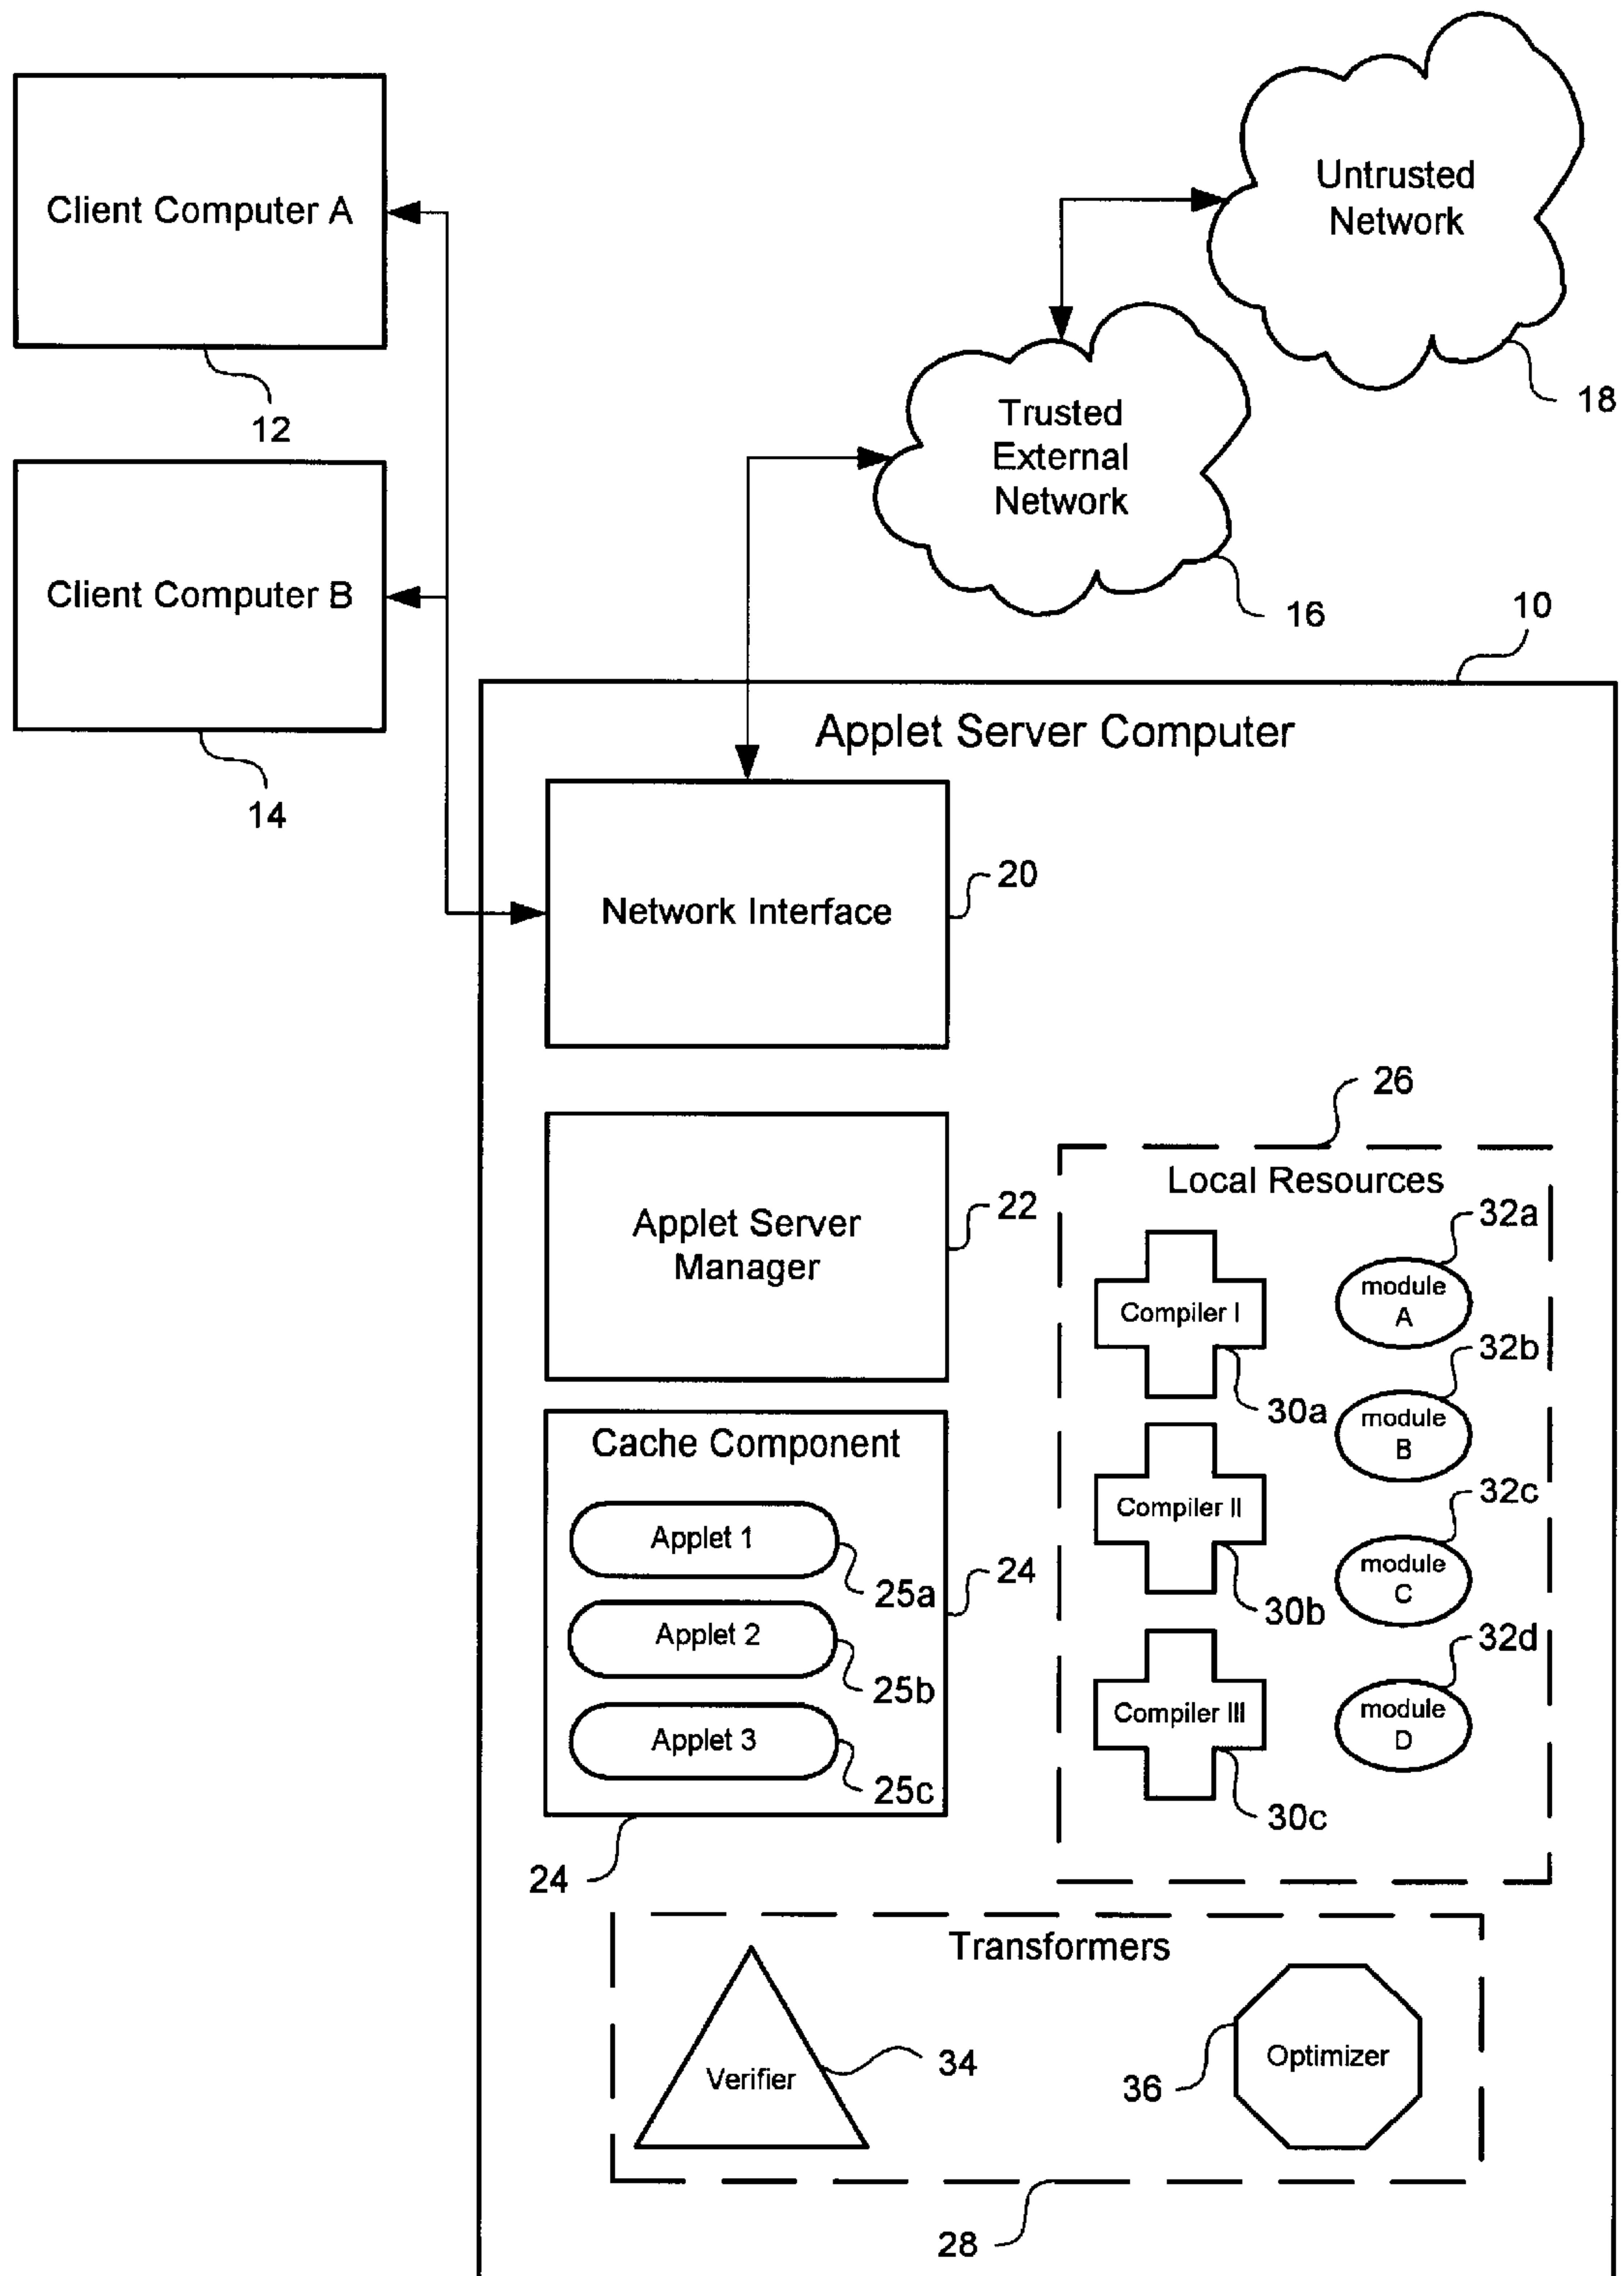 Client Computer A
12
Client Computer B
14
Untrusted
Network
18
Trusted
External
Network
16
10
Applet Server Computer
Network Interface
20
Applet Server
Manager
22
Cache Component
Applet 1
25a
Applet 2
25b
Applet 3
25c
24
24
26
Local Resources
Compiler I
30a
Compiler II
30b
Compiler III
30c
module
A
32a
module
B
32b
module
C
32c
module
D
32d
Transformers
Verifier
34
Optimizer
36
28